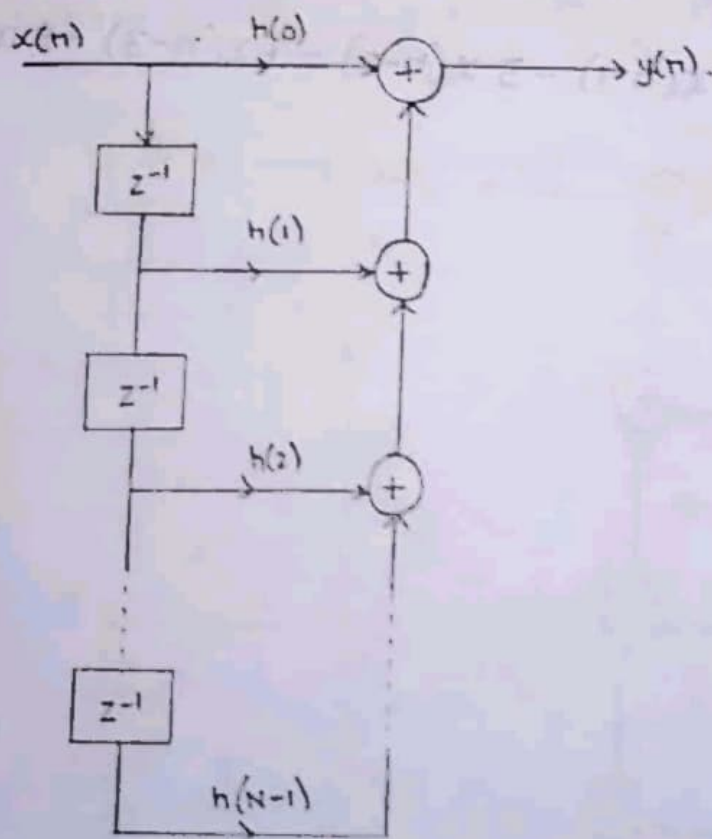 x(n) h(0) + y(n).
z⁻¹
h(1)
+
z⁻¹
h(2)
+
z⁻¹
h(N-1)